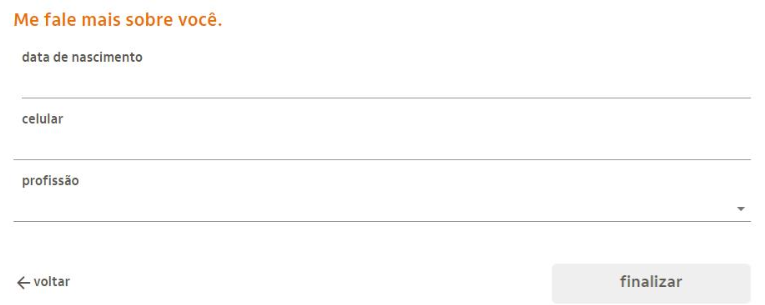 Me fale mais sobre você.
data de nascimento
celular
profissão
voltar
finalizar